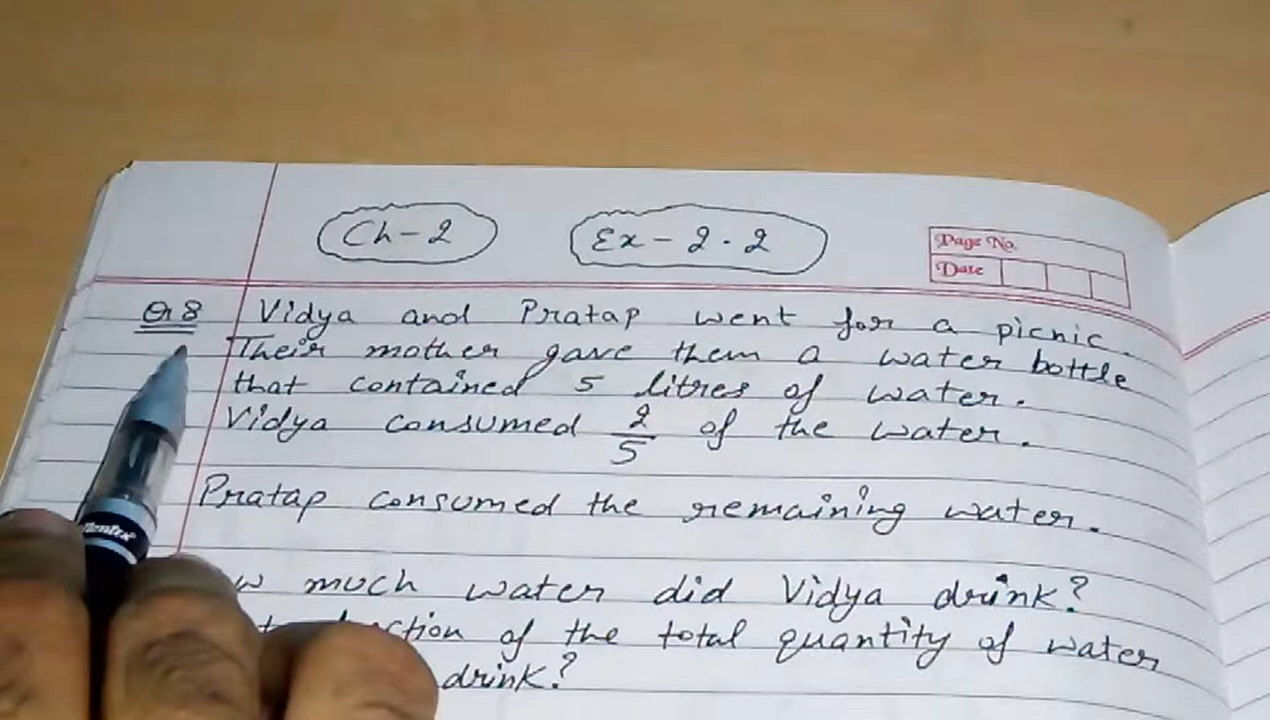 Ch-2 Ex-2.2
Page No.
Date
Q8 Vidya and Pratap went for a picnic.
Their mother gave them a water bottle
that contained 5 litres of water.
Vidya consumed 2/5 of the water.
Pratap consumed the remaining water.
w much water did Vidya drink?
ction of the total quantity of water
drink?